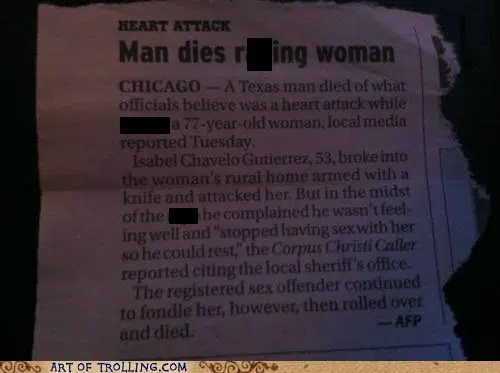 HEART ATTACK
Man dies r ing woman
CHICAGO — A Texas man died of what
officials believe was a heart attack while
a 77-year-old woman, local media
reported Tuesday.
Isabel Chavelo Gutierrez, 53, broke into
the woman's rural home armed with a
knife and attacked her. But in the midst
of the he complained he wasn't feel-
ing well and "stopped having sex with her
so he could rest," the Corpus Christi Caller
reported citing the local sheriff's office.
The registered sex offender continued
to fondle her, however, then rolled over
and died. — AFP
ART OF TROLLING.COM